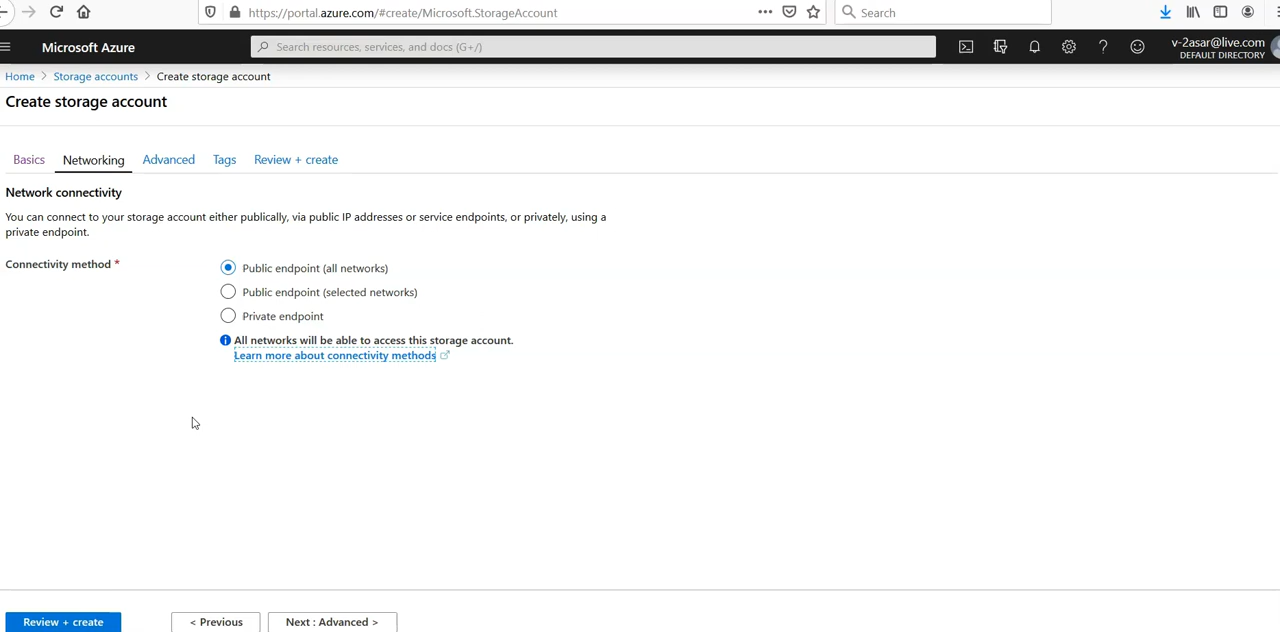 https://portal.azure.com/#create/Microsoft.StorageAccount
Search
Microsoft Azure
Search resources, services, and docs (G+/)
v-2asar@live.com
DEFAULT DIRECTORY
Home > Storage accounts > Create storage account
Create storage account
Basics Networking Advanced Tags Review + create
Network connectivity
You can connect to your storage account either publically, via public IP addresses or service endpoints, or privately, using a
private endpoint.
Connectivity method *
Public endpoint (all networks)
Public endpoint (selected networks)
Private endpoint
All networks will be able to access this storage account.
Learn more about connectivity methods
Review + create
< Previous
Next : Advanced >